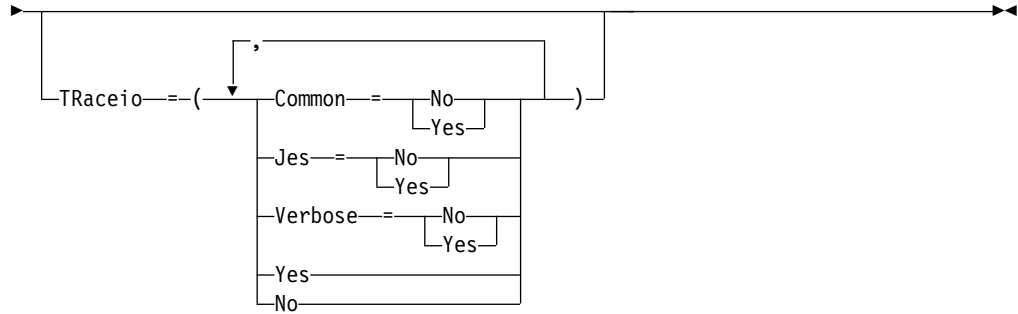 ,
TRaceio = ( Common = No )
Yes
Jes = No
Yes
Verbose = No
Yes
Yes
No